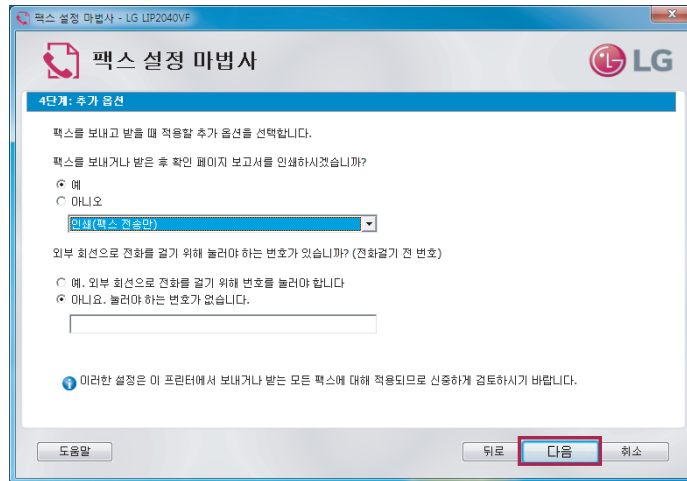 팩스 설정 마법사 - LG LIP2040VF
팩스 설정 마법사
LG
4단계: 추가 옵션
팩스를 보내고 받을 때 적용할 추가 옵션을 선택합니다.
팩스를 보내거나 받은 후 확인 페이지 보고서를 인쇄하시겠습니까?
예
아니오
인쇄(팩스 전송만)
외부 회선으로 전화를 걸기 위해 눌러야 하는 번호가 있습니까? (전화걸기 전 번호)
예. 외부 회선으로 전화를 걸기 위해 번호를 눌러야 합니다
아니요. 눌러야 하는 번호가 없습니다.
이러한 설정은 이 프린터에서 보내거나 받는 모든 팩스에 대해 적용되므로 신중하게 검토하시기 바랍니다.
도움말 뒤로 다음 취소